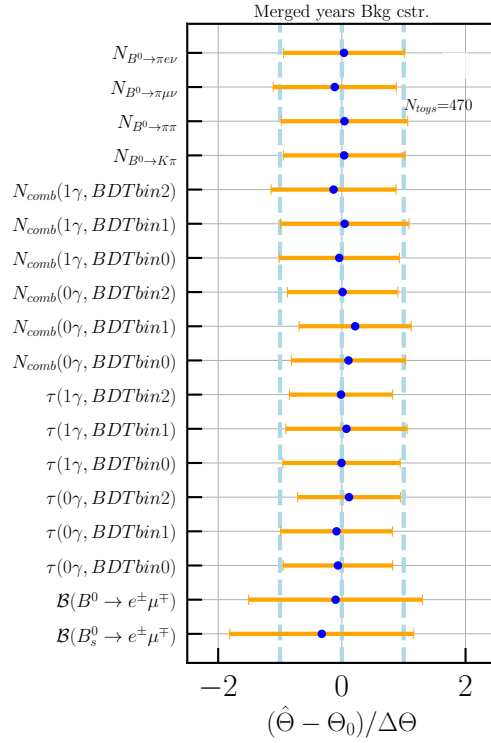 Merged years Bkg cstr.
N_{B^0→πeν}
N_{B^0→πμν}
N_{toys}=470
N_{B^0→ππ}
N_{B^0→Kπ}
N_{comb}(1γ, BDTbin2)
N_{comb}(1γ, BDTbin1)
N_{comb}(1γ, BDTbin0)
N_{comb}(0γ, BDTbin2)
N_{comb}(0γ, BDTbin1)
N_{comb}(0γ, BDTbin0)
τ(1γ, BDTbin2)
τ(1γ, BDTbin1)
τ(1γ, BDTbin0)
τ(0γ, BDTbin2)
τ(0γ, BDTbin1)
τ(0γ, BDTbin0)
ℬ(B^0 → e^±μ^∓)
ℬ(B_s^0 → e^±μ^∓)
−2 0 2
(Θ̂ − Θ_0)/ΔΘ